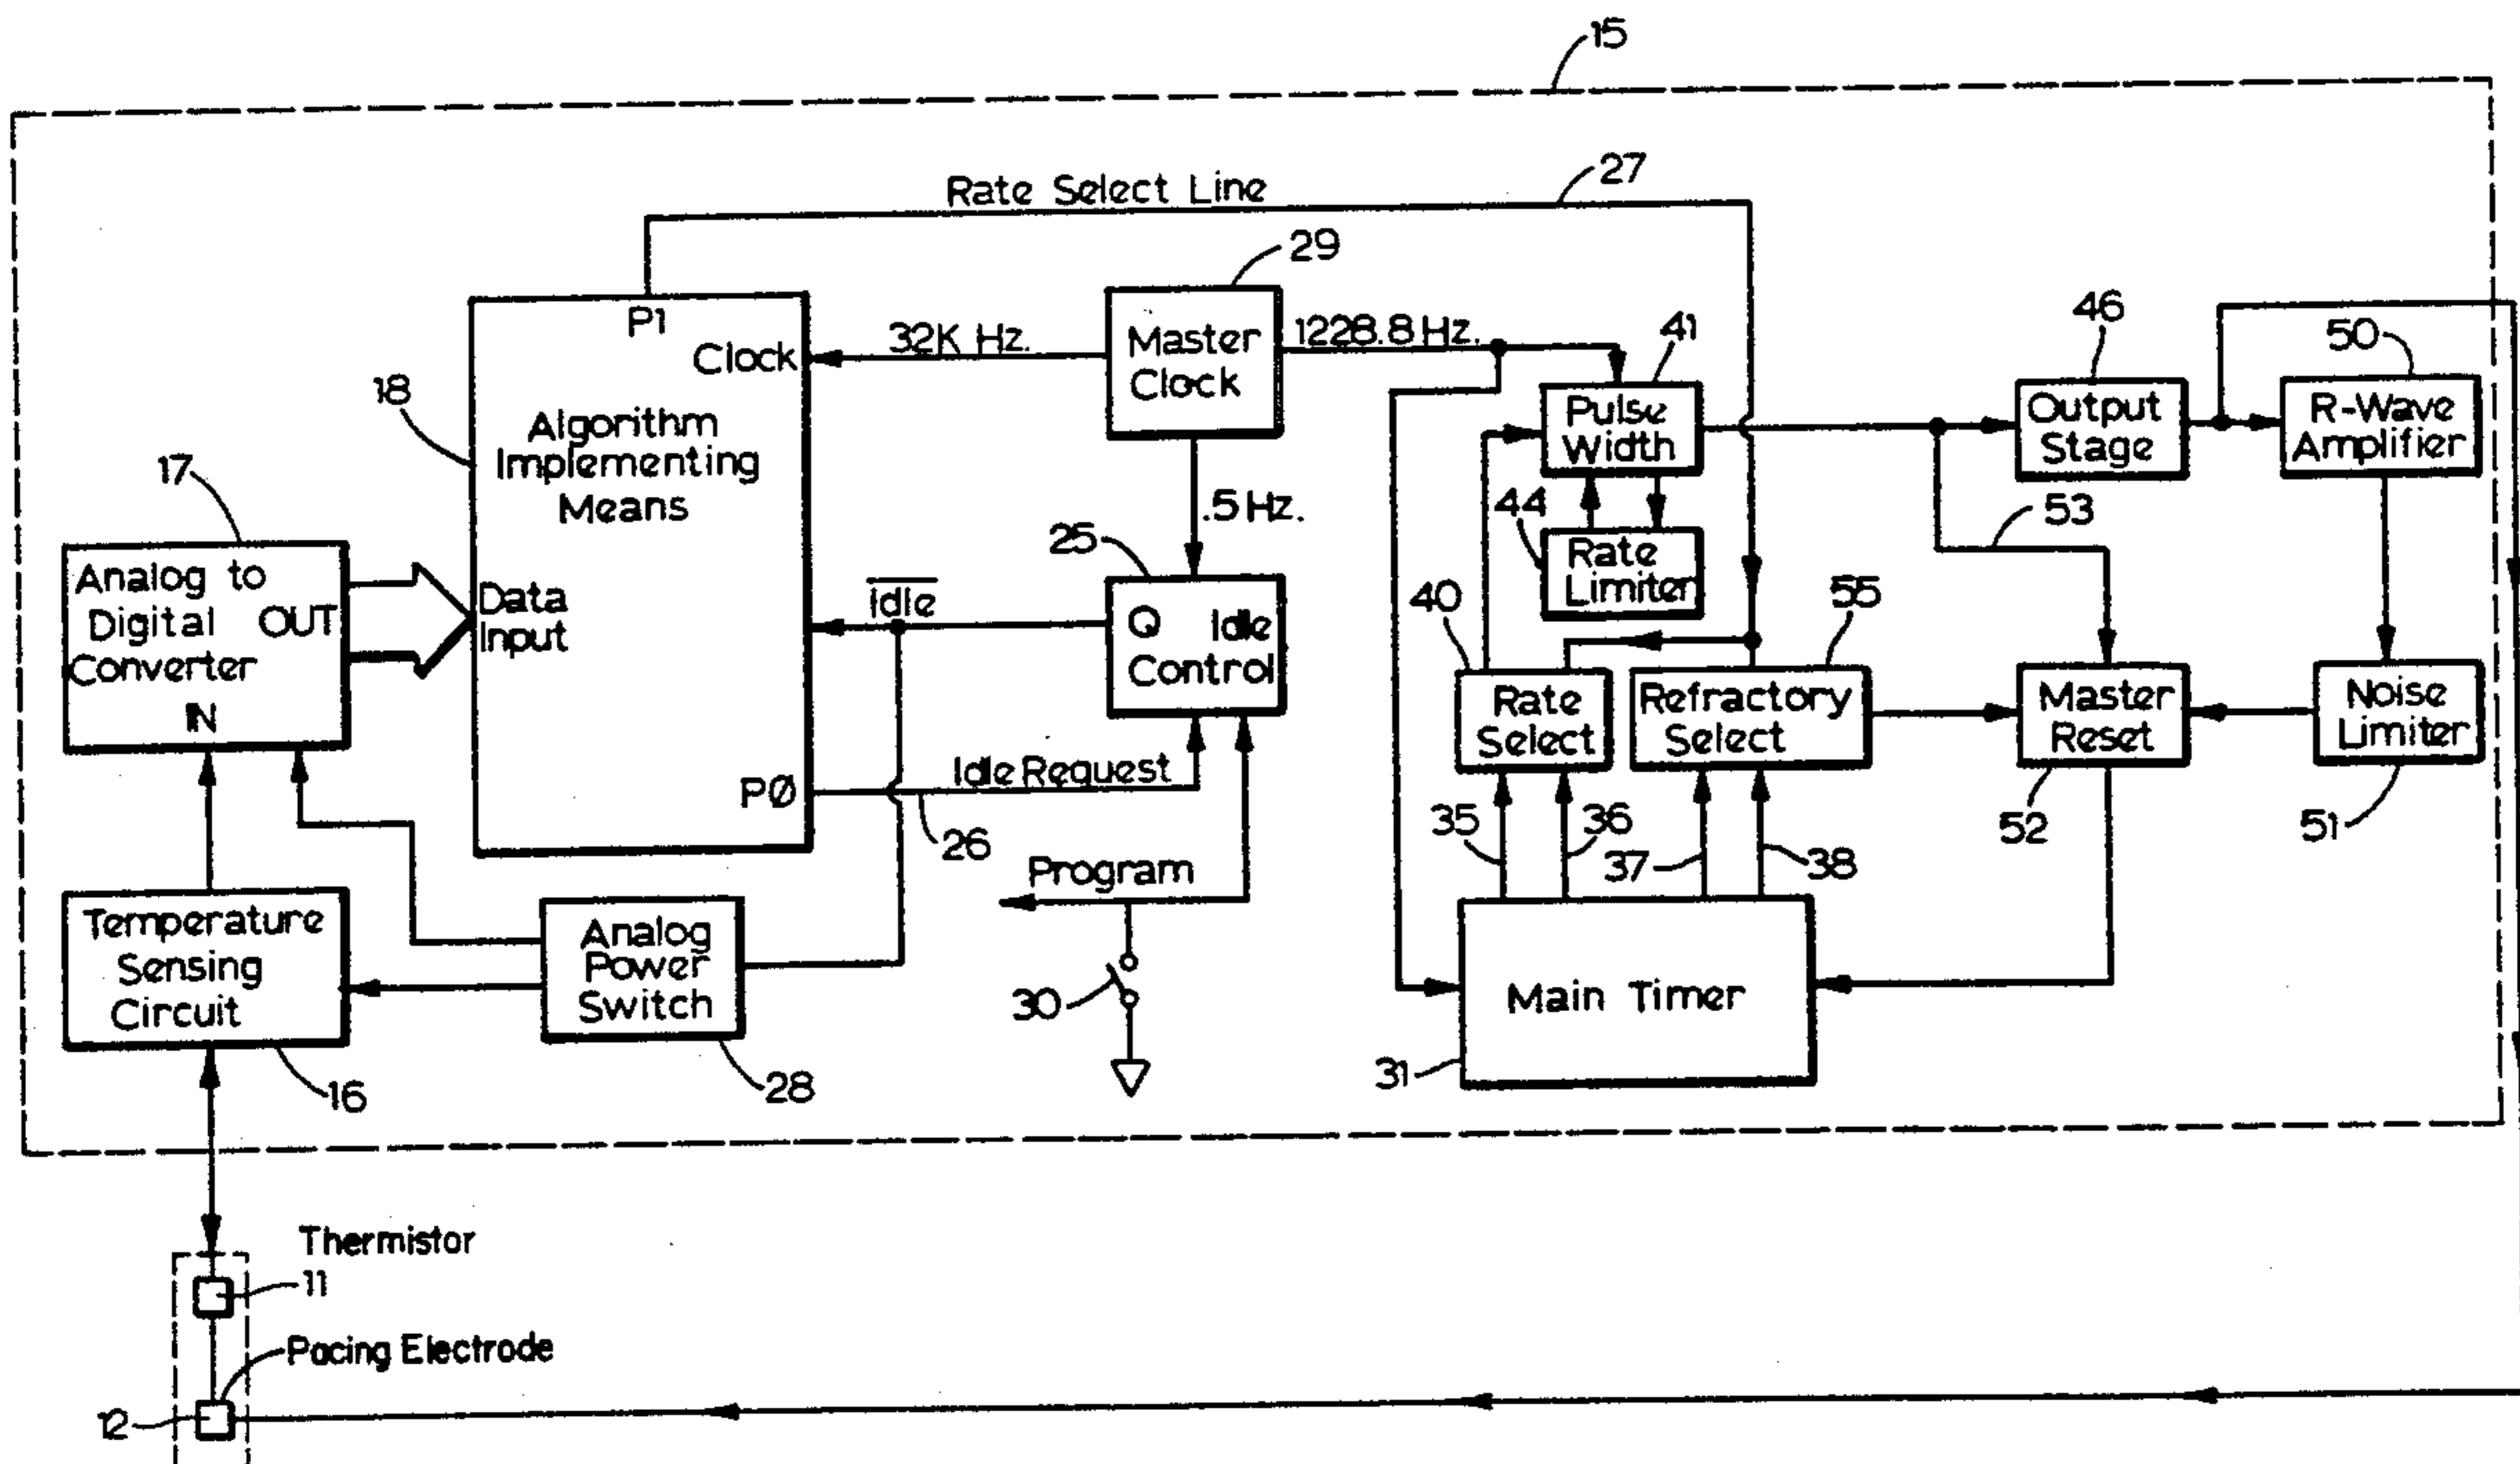 15
Rate Select Line
27
29
P1
Clock
32K Hz.
Master
Clock
1228.8 Hz.
41
46
50
18
Algorithm
Implementing
Means
Pulse
Width
Output
Stage
R-Wave
Amplifier
17
.5 Hz.
44
53
Analog to
Digital
Converter
OUT
IN
Data
Input
Idle
25
Q Idle
Control
Rate
Limiter
40
55
Rate
Select
Refractory
Select
Master
Reset
Noise
Limiter
PØ
Idle Request
26
35
36
37
38
52
51
Program
Temperature
Sensing
Circuit
Analog
Power
Switch
30
Main Timer
31
16
28
Thermistor
11
Pacing Electrode
12